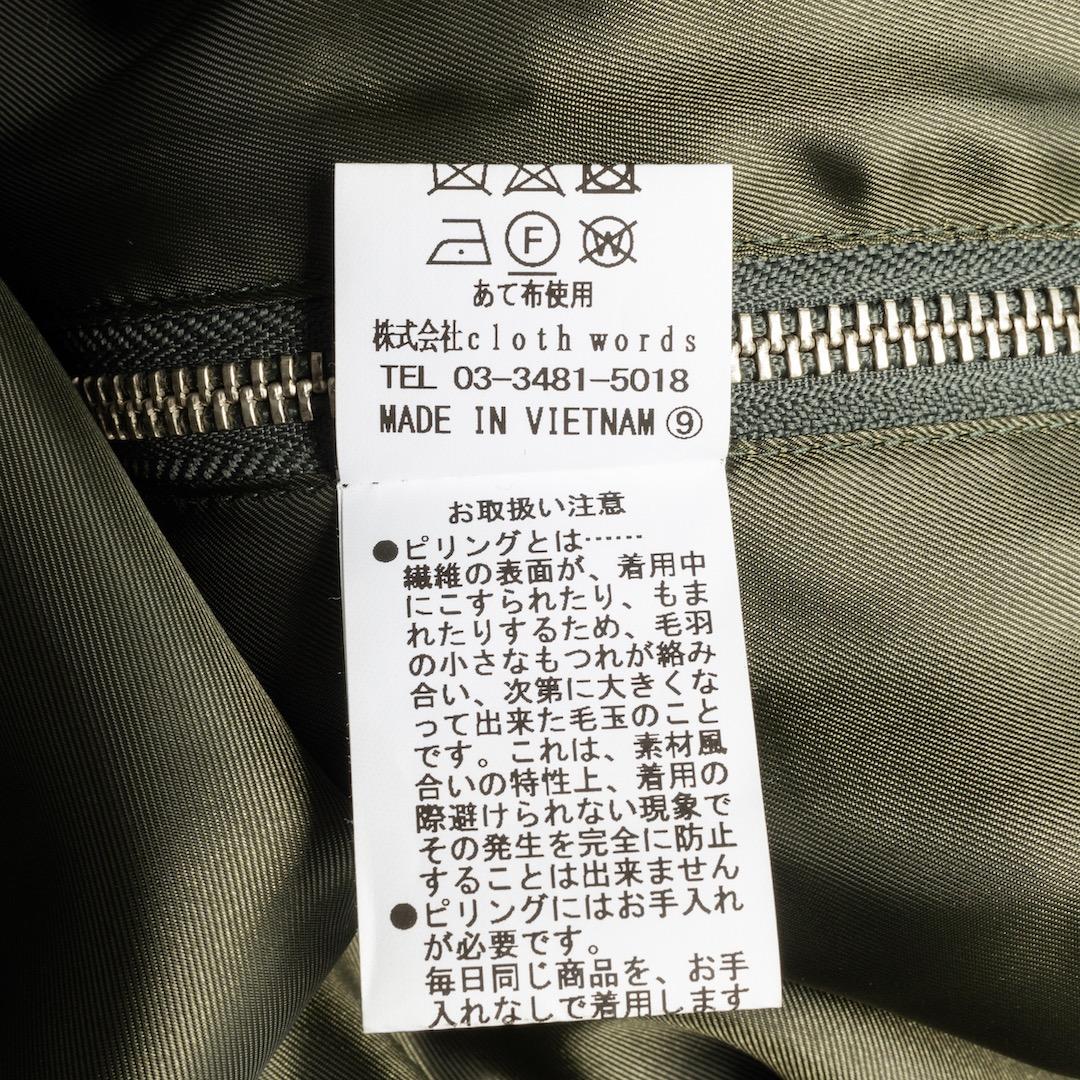 F W
あて布使用
株式会社cloth words
TEL 03-3481-5018
MADE IN VIETNAM ⑨
お取扱い注意
●ピリングとは……
繊維の表面が、着用中
にこすられたり、もま
れたりするため、毛羽
の小さなもつれが絡み
合い、次第に大きくな
って出来た毛玉のこと
です。これは、素材風
合いの特性上、着用の
際避けられない現象で
その発生を完全に防止
することは出来ません
●ピリングにはお手入れ
が必要です。
毎日同じ商品を、お手
入れなしで着用します